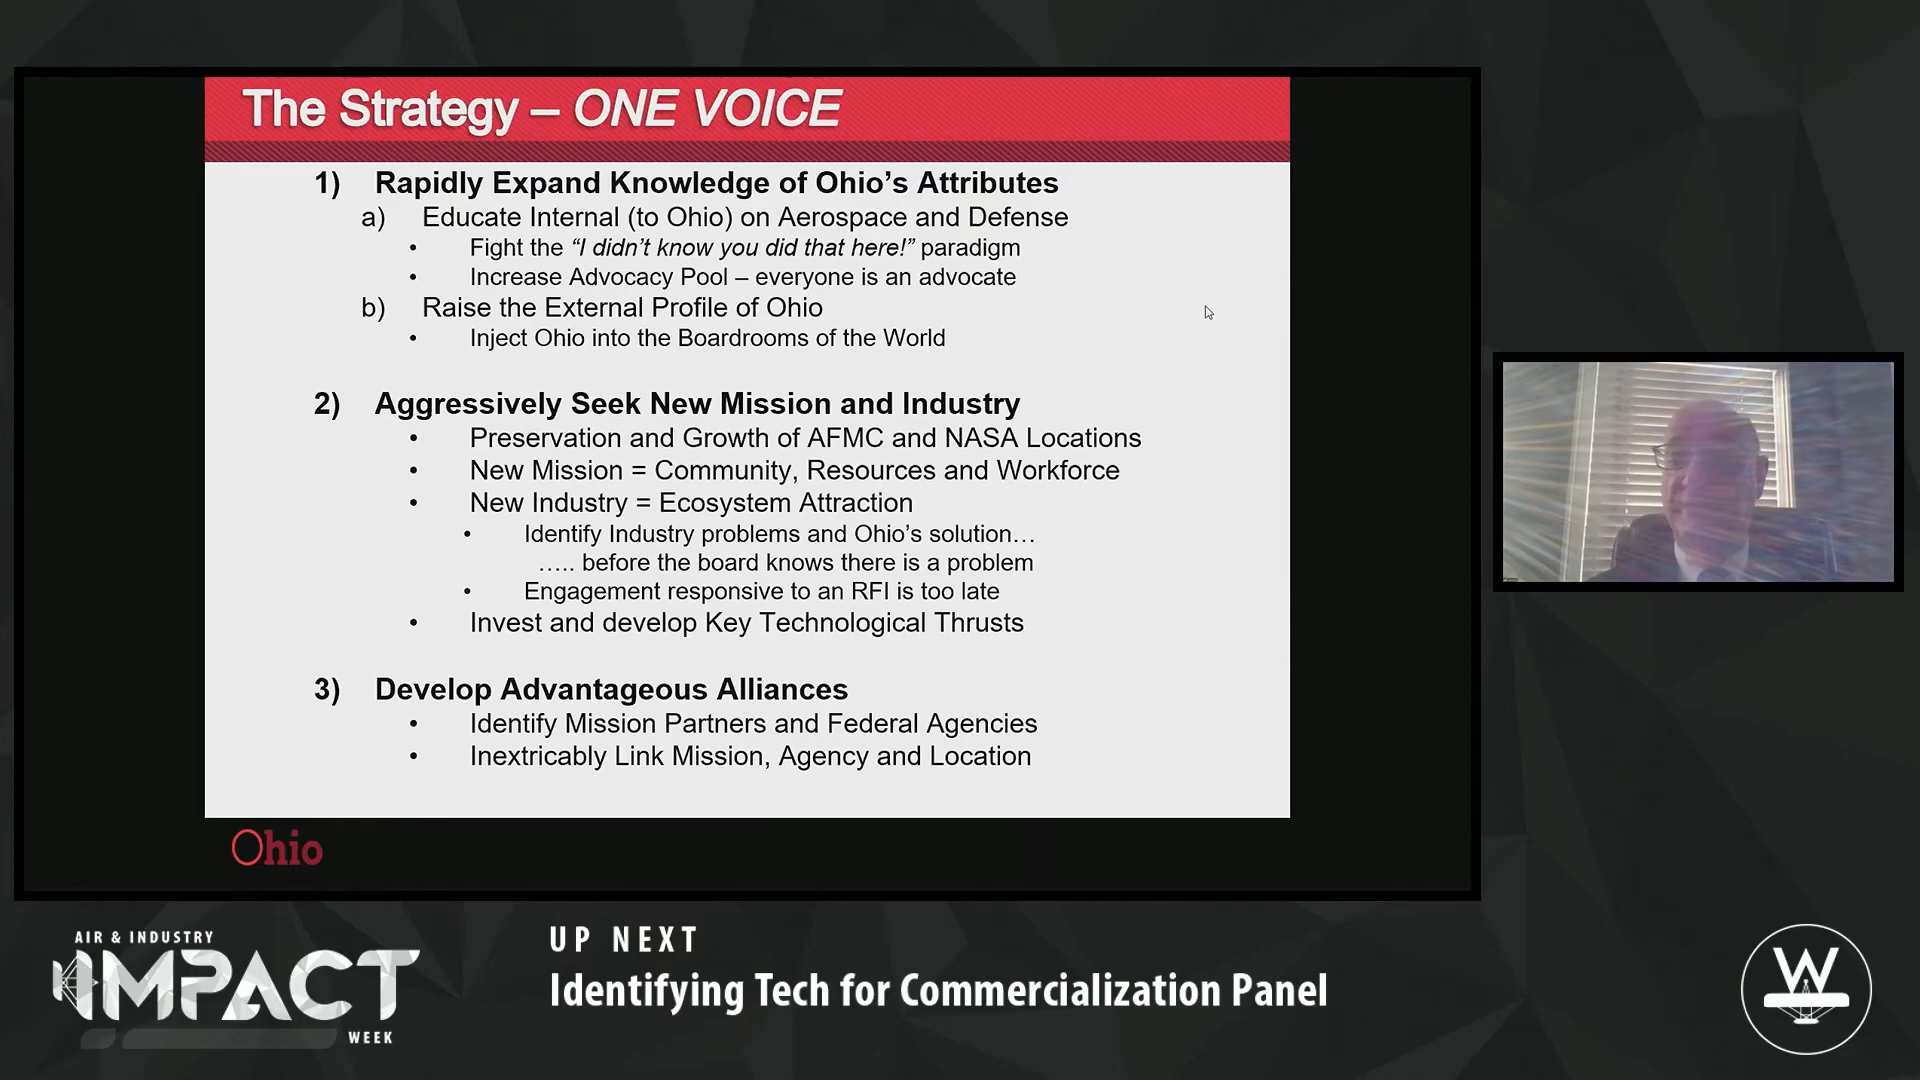 The Strategy – ONE VOICE
1) Rapidly Expand Knowledge of Ohio’s Attributes
a) Educate Internal (to Ohio) on Aerospace and Defense
• Fight the “I didn’t know you did that here!” paradigm
• Increase Advocacy Pool – everyone is an advocate
b) Raise the External Profile of Ohio
• Inject Ohio into the Boardrooms of the World
2) Aggressively Seek New Mission and Industry
• Preservation and Growth of AFMC and NASA Locations
• New Mission = Community, Resources and Workforce
• New Industry = Ecosystem Attraction
• Identify Industry problems and Ohio’s solution…
….. before the board knows there is a problem
• Engagement responsive to an RFI is too late
• Invest and develop Key Technological Thrusts
3) Develop Advantageous Alliances
• Identify Mission Partners and Federal Agencies
• Inextricably Link Mission, Agency and Location
Ohio
AIR & INDUSTRY
IMPACT
WEEK
UP NEXT
Identifying Tech for Commercialization Panel
W